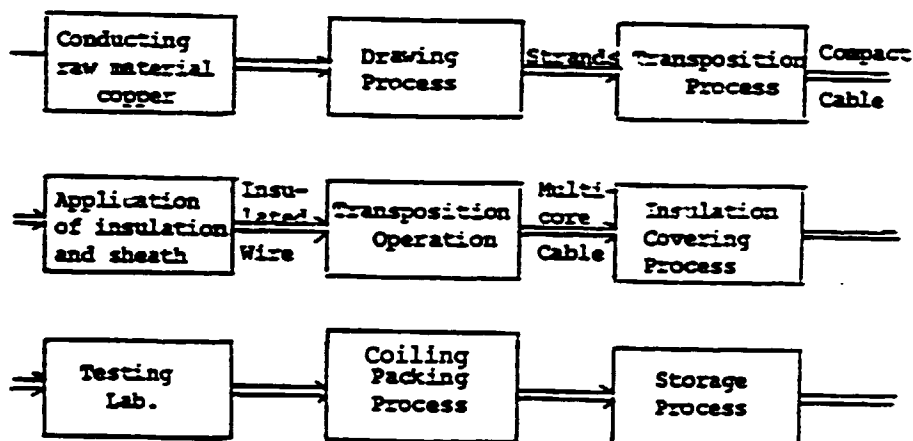 Conducting
raw material
copper
Drawing
Process
Strands
Transposition
Process
Compact
Cable
Application
of insulation
and sheath
Insu-
lated
Wire
Transposition
Operation
Multi-
core
Cable
Insulation
Covering
Process
Testing
Lab.
Coiling
Packing
Process
Storage
Process